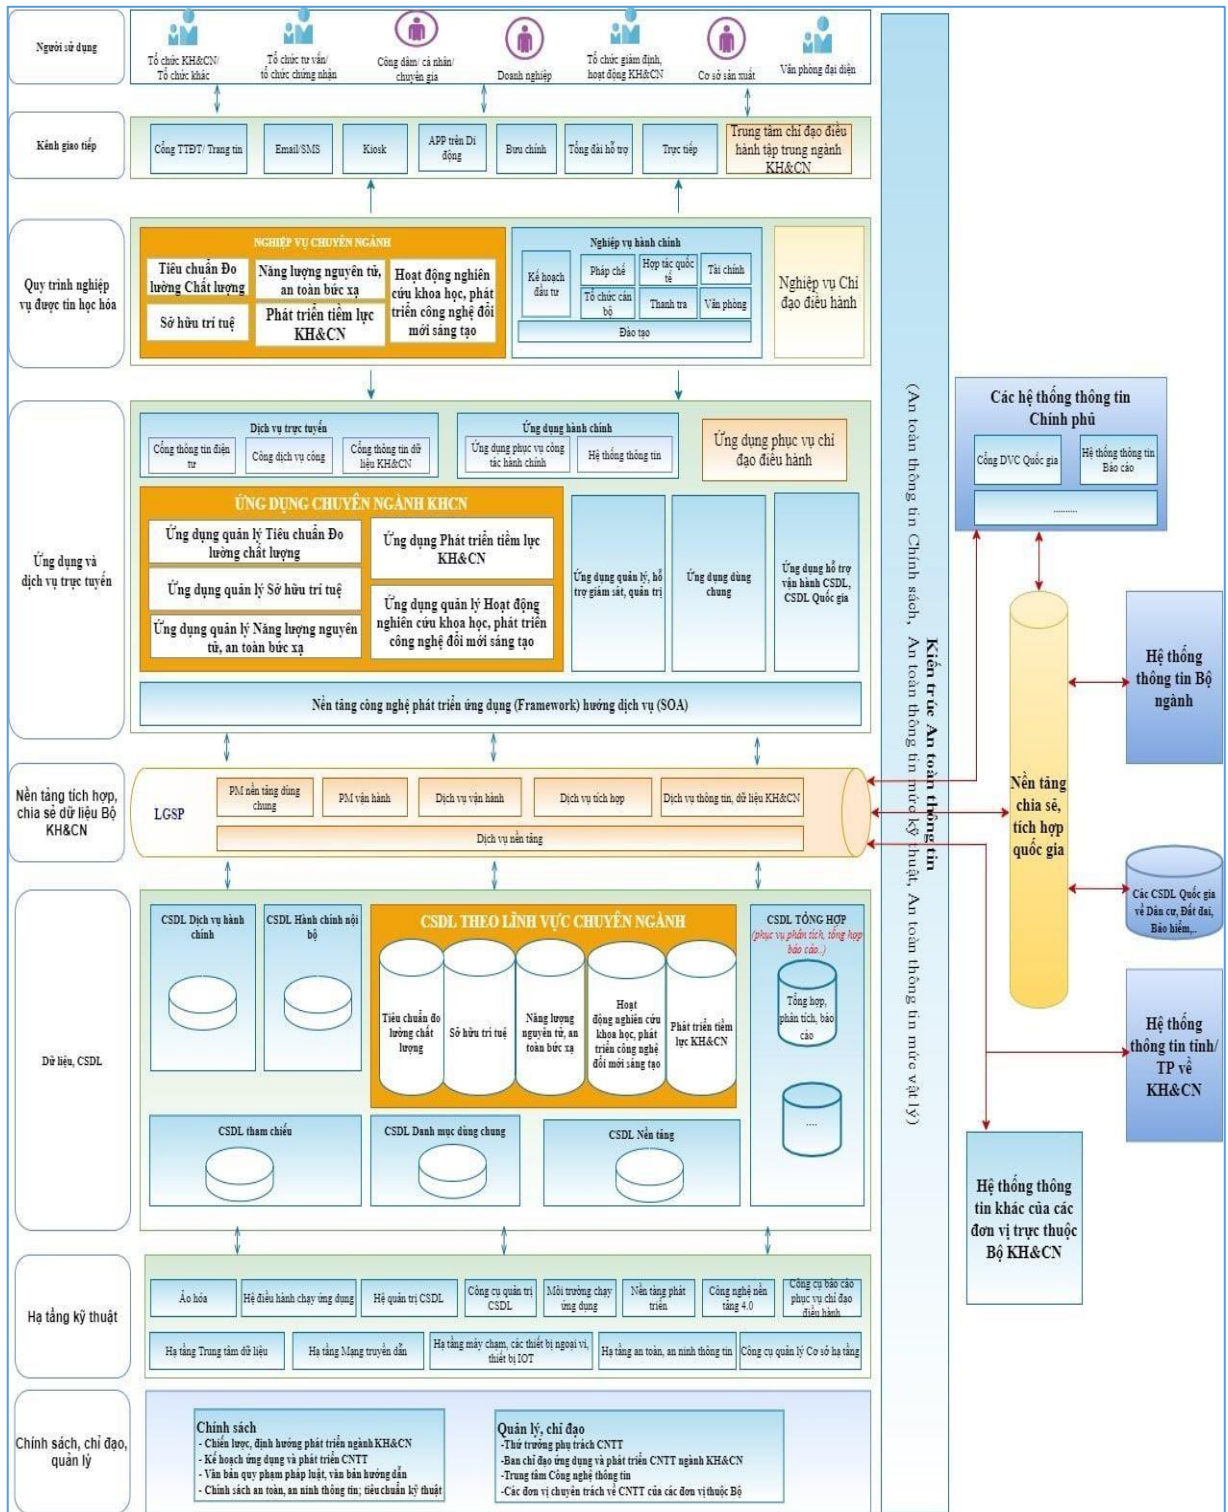 Người sử dụng
Tổ chức KH&CN/
Tổ chức khác
Tổ chức tư vấn/
tổ chức chứng nhận
Công dâm/ cá nhân/
chuyên gia
Doanh nghiệp
Tổ chức giám định,
hoạt động KH&CN
Cơ sở sản xuất
Văn phòng đại diện
Kênh giao tiếp
Cổng TTĐT/ Trang tin
Email/SMS
Kiosk
APP trên Di
động
Bưu chính
Tổng đài hỗ trợ
Trực tiếp
Trung tâm chỉ đạo điều
hành tập trung ngành
KH&CN
Quy trình nghiệp
vụ được tin học hóa
NGHIỆP VỤ CHUYÊN NGÀNH
Tiêu chuẩn Đo
lường Chất lượng
Năng lượng nguyên tử,
an toàn bức xạ
Hoạt động nghiên
cứu khoa học, phát
triển công nghệ đổi
mới sáng tạo
Sở hữu trí tuệ
Phát triển tiềm lực
KH&CN
Nghiệp vụ hành chính
Kế hoạch
đầu tư
Pháp chế
Hợp tác quốc
tế
Tài chính
Tổ chức cán
bộ
Thanh tra
Văn phòng
Đào tạo
Nghiệp vụ Chỉ
đạo điều hành
Ứng dụng và
dịch vụ trực tuyến
Dịch vụ trực tuyến
Cổng thông tin điện
tư
Công dịch vụ công
Cổng thông tin dữ
liệu KH&CN
Ứng dụng hành chính
Ứng dụng phục vụ công
tác hành chính
Hệ thống thông tin
Ứng dụng phục vụ chỉ
đạo điều hành
ỨNG DỤNG CHUYÊN NGÀNH KHCN
Ứng dụng quản lý Tiêu chuẩn Đo
lường chất lượng
Ứng dụng quản lý Sở hữu trí tuệ
Ứng dụng quản lý Năng lượng nguyên
tử, an toàn bức xạ
Ứng dụng Phát triển tiềm lực
KH&CN
Ứng dụng quản lý Hoạt động
nghiên cứu khoa học, phát triển
công nghệ đổi mới sáng tạo
Ứng dụng quản lý, hỗ
trợ giám sát, quản trị
Ứng dụng dùng
chung
Ứng dụng hỗ trợ
vận hành CSDL,
CSDL Quốc gia
Nền tảng công nghệ phát triển ứng dụng (Framework) hướng dịch vụ (SOA)
Nền tảng tích hợp,
chia sẻ dữ liệu Bộ
KH&CN
LGSP
PM nền tảng dùng
chung
PM vận hành
Dịch vụ vận hành
Dịch vụ tích hợp
Dịch vụ thông tin, dữ liệu KH&CN
Dịch vụ nền tảng
Dữ liệu, CSDL
CSDL Dịch vụ hành
chính
CSDL Hành chính nội
bộ
CSDL THEO LĨNH VỰC CHUYÊN NGÀNH
Tiêu chuẩn đo
lường chất
lượng
Sở hữu trí tuệ
Năng lượng
nguyên tử, an
toàn bức xạ
Hoạt
động nghiên cứu
khoa học, phát
triển công nghệ
đổi mới sáng tạo
Phát triển tiềm
lực KH&CN
CSDL TỔNG HỢP
(phục vụ phân tích, tổng hợp
báo cáo..)
Tổng hợp,
phân tích, báo
cáo
....
CSDL tham chiếu
CSDL Danh mục dùng chung
CSDL Nền tảng
Hạ tầng kỹ thuật
Ảo hóa
Hệ điều hành chạy ứng dụng
Hệ quản trị CSDL
Công cụ quản trị
CSDL
Môi trường chạy
ứng dụng
Nền tảng phát
triển
Công nghệ nền
tảng 4.0
Công cụ báo cáo
phục vụ chỉ đạo
điều hành
Hạ tầng Trung tâm dữ liệu
Hạ tầng Mạng truyền dẫn
Hạ tầng máy chạm, các thiết bị ngoại vi,
thiết bị IOT
Hạ tầng an toàn, an ninh thông tin
Công cụ quản lý Cơ sở hạ tầng
Chính sách, chỉ đạo,
quản lý
Chính sách
- Chiến lược, định hướng phát triển ngành KH&CN
- Kế hoạch ứng dụng và phát triển CNTT
- Văn bản quy phạm pháp luật, văn bản hướng dẫn
- Chính sách an toàn, an ninh thông tin; tiêu chuẩn kỹ thuật
Quản lý, chỉ đạo
-Thứ trưởng phụ trách CNTT
-Ban chỉ đạo ứng dụng và phát triển CNTT ngành KH&CN
-Trung tâm Công nghệ thông tin
-Các đơn vị chuyên trách về CNTT của các đơn vị thuộc Bộ
Kiến trúc An toàn thông tin
(An toàn thông tin Chính sách, An toàn thông tin mức kỹ thuật, An toàn thông tin mức vật lý)
Các hệ thống thông tin
Chính phủ
Cổng DVC Quốc gia
Hệ thống thông tin
Báo cáo
..........
Nền tảng
chia sẻ,
tích hợp
quốc gia
Hệ thống
thông tin Bộ
ngành
Các CSDL Quốc gia
về Dân cư, Đất đai,
Bảo hiểm,..
Hệ thống
thông tin tỉnh/
TP về
KH&CN
Hệ thống thông
tin khác của các
đơn vị trực thuộc
Bộ KH&CN